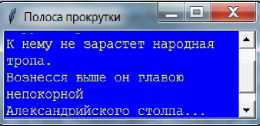 Полоса прокрутки
К нему не зарастет народная
тропа.
Вознесся выше он главою
непокорной
Александрийского столпа...